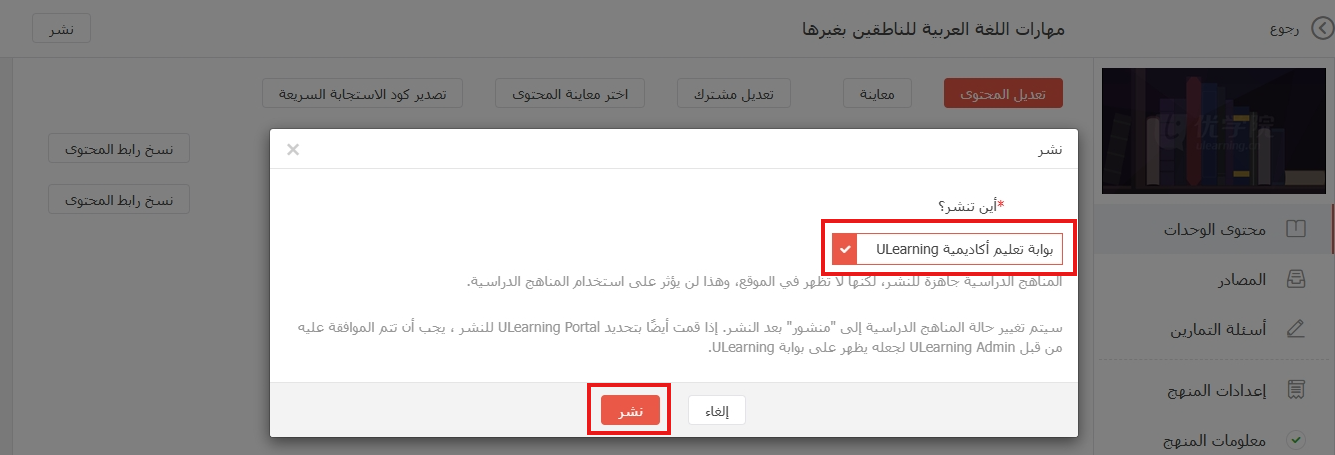 رجوع
مهارات اللغة العربية للناطقين بغيرها
نشر
تعديل المحتوى
معاينة
تعديل مشترك
اختر معاينة المحتوى
تصدير كود الاستجابة السريعة
نسخ رابط المحتوى
نسخ رابط المحتوى
优学院
ulearning.cn
محتوى الوحدات
المصادر
أسئلة التمارين
إعدادات المنهج
معلومات المنهج
نشر
×
*أين تنشر؟
بوابة تعليم أكاديمية ULearning
المناهج الدراسية جاهزة للنشر، لكنها لا تظهر في الموقع، وهذا لن يؤثر على استخدام المناهج الدراسية.
سيتم تغيير حالة المناهج الدراسية إلى "منشور" بعد النشر. إذا قمت أيضًا بتحديد ULearning Portal للنشر ، يجب أن تتم الموافقة عليه
من قبل ULearning Admin لجعله يظهر على بوابة ULearning.
إلغاء
نشر